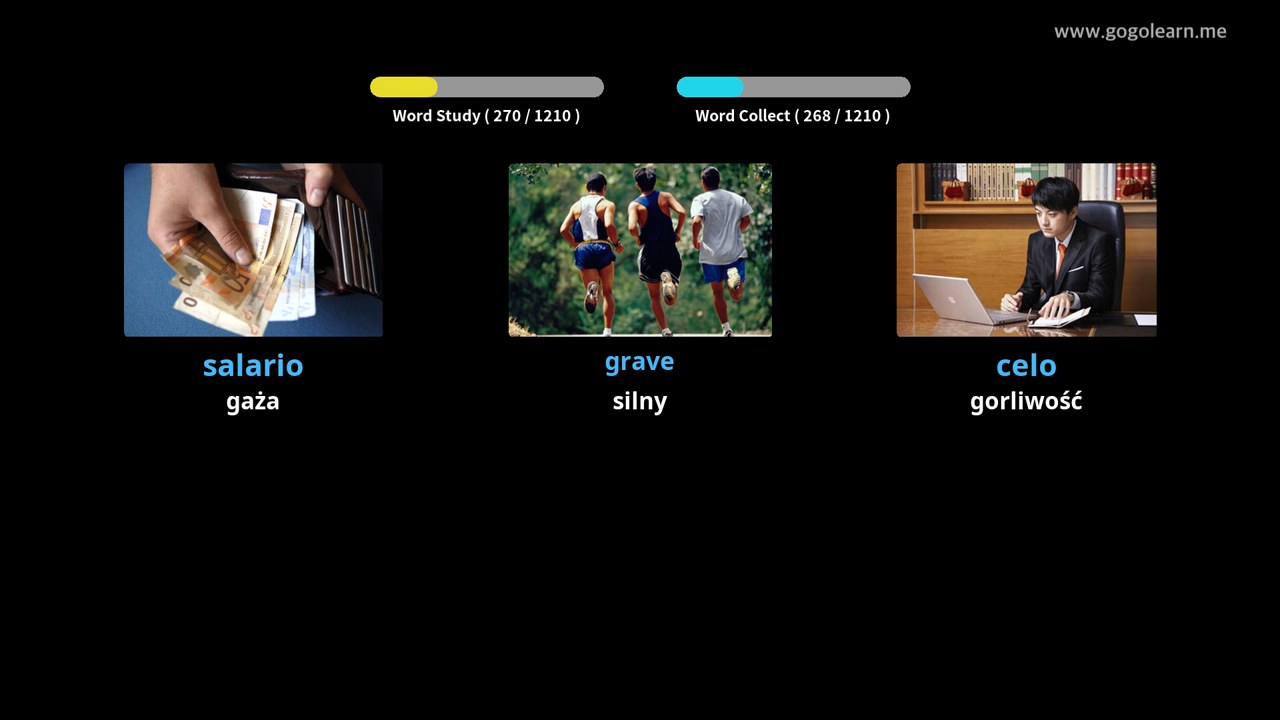 www.gogolearn.me
Word Study ( 270 / 1210 )
Word Collect ( 268 / 1210 )
salario
gaża
grave
silny
celo
gorliwość